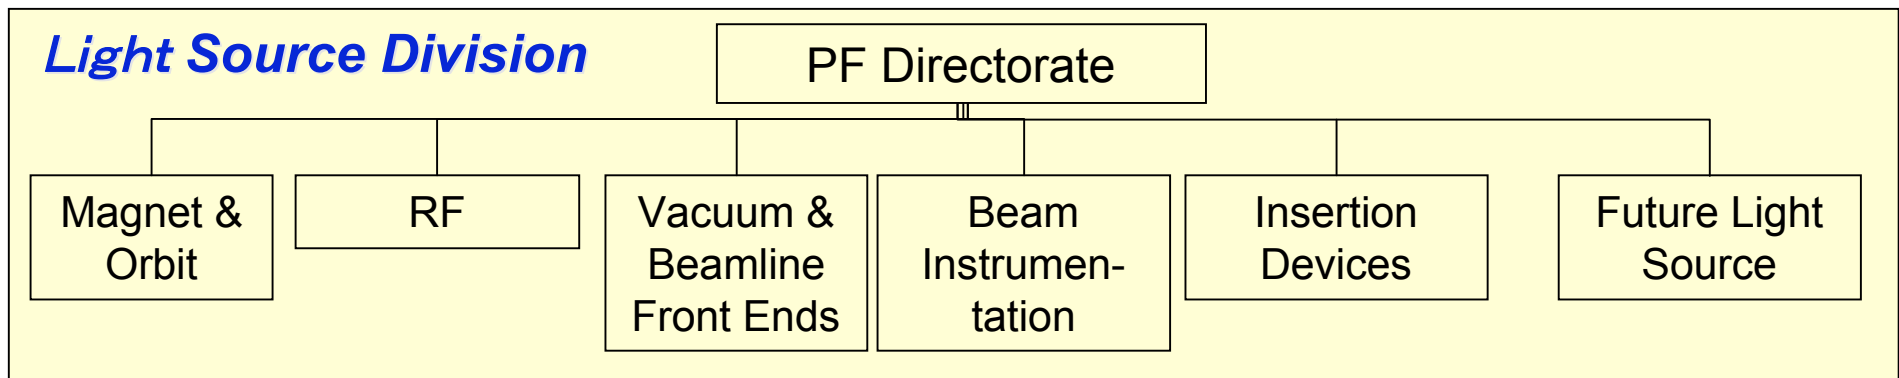 Light Source Division
PF Directorate
Magnet &
Orbit
RF
Vacuum &
Beamline
Front Ends
Beam
Instrumen-
tation
Insertion
Devices
Future Light
Source